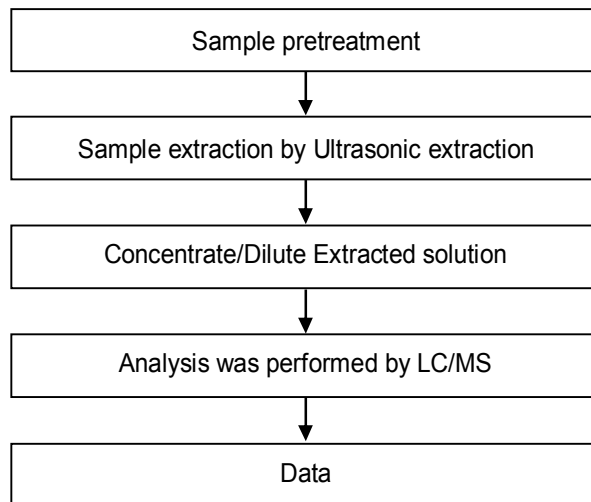 Sample pretreatment
Sample extraction by Ultrasonic extraction
Concentrate/Dilute Extracted solution
Analysis was performed by LC/MS
Data